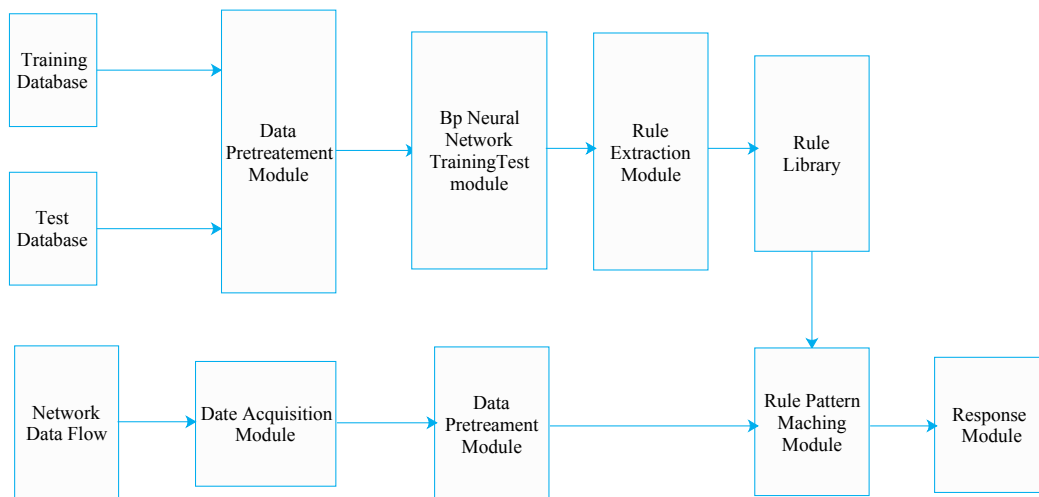 Training
Database
Data
Pretreatement
Module
Bp Neural
Network
TrainingTest
module
Rule
Extraction
Module
Rule
Library
Test
Database
Network
Data Flow
Date Acquisition
Module
Data
Pretreament
Module
Rule Pattern
Maching
Module
Response
Module